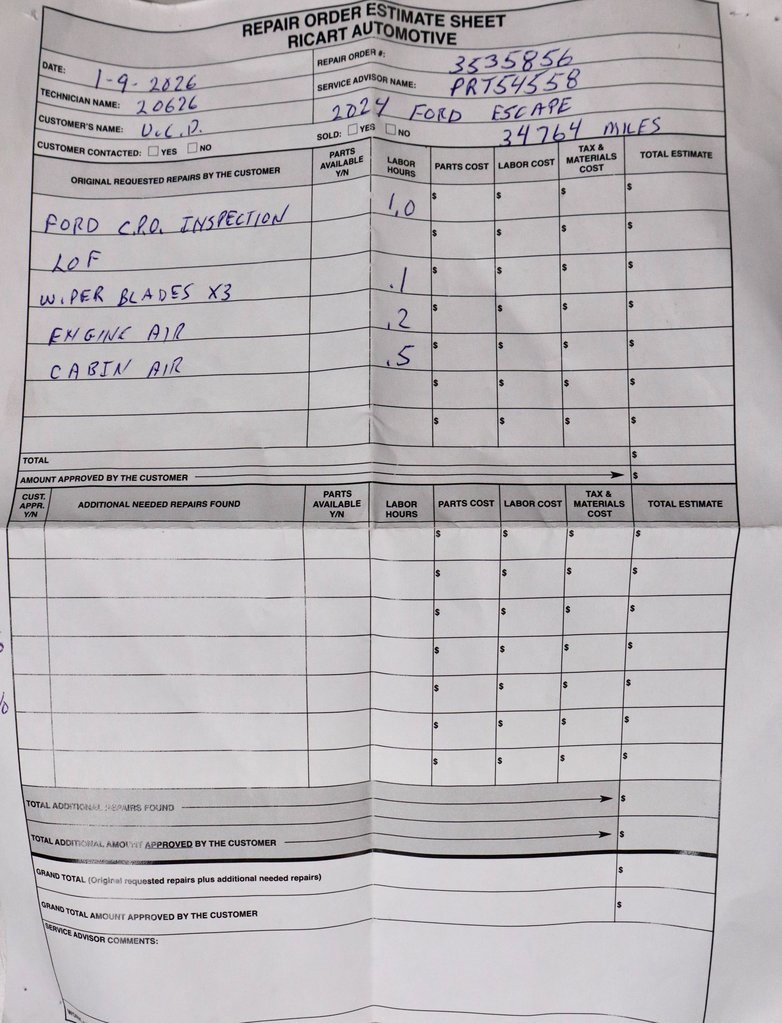 REPAIR ORDER ESTIMATE SHEET
RICART AUTOMOTIVE
DATE: 1-9-2026
REPAIR ORDER #: 3535856
TECHNICIAN NAME: 20626
SERVICE ADVISOR NAME: PRT54558
CUSTOMER'S NAME: U.C.D.
2024 FORD ESCAPE
CUSTOMER CONTACTED: YES NO
SOLD: YES NO
34764 MILES
ORIGINAL REQUESTED REPAIRS BY THE CUSTOMER PARTS AVAILABLE Y/N LABOR HOURS PARTS COST LABOR COST TAX & MATERIALS COST TOTAL ESTIMATE
FORD C.P.O. INSPECTION 1.0 $ $ $ $
LOF $ $ $ $
WIPER BLADES X3 .1 $ $ $ $
ENGINE AIR .2 $ $ $ $
CABIN AIR .5 $ $ $ $
$ $ $ $
$ $ $ $
TOTAL $
AMOUNT APPROVED BY THE CUSTOMER $
CUST. APPR. Y/N ADDITIONAL NEEDED REPAIRS FOUND PARTS AVAILABLE Y/N LABOR HOURS PARTS COST LABOR COST TAX & MATERIALS COST TOTAL ESTIMATE
$ $ $ $
$ $ $ $
$ $ $ $
$ $ $ $
$ $ $ $
$ $ $ $
$ $ $ $
TOTAL ADDITIONAL REPAIRS FOUND $
TOTAL ADDITIONAL AMOUNT APPROVED BY THE CUSTOMER $
GRAND TOTAL (Original requested repairs plus additional needed repairs) $
GRAND TOTAL AMOUNT APPROVED BY THE CUSTOMER $
SERVICE ADVISOR COMMENTS: